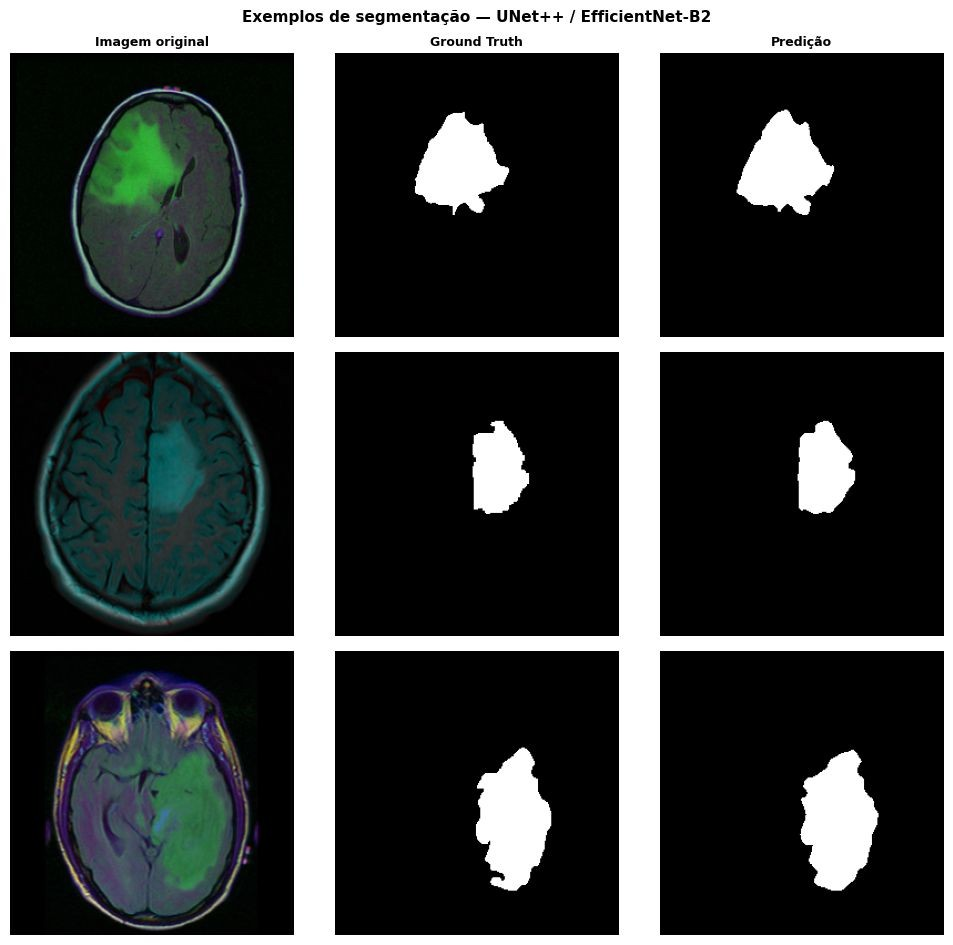 Exemplos de segmentação — UNet++ / EfficientNet-B2
Imagem original
Ground Truth
Predição